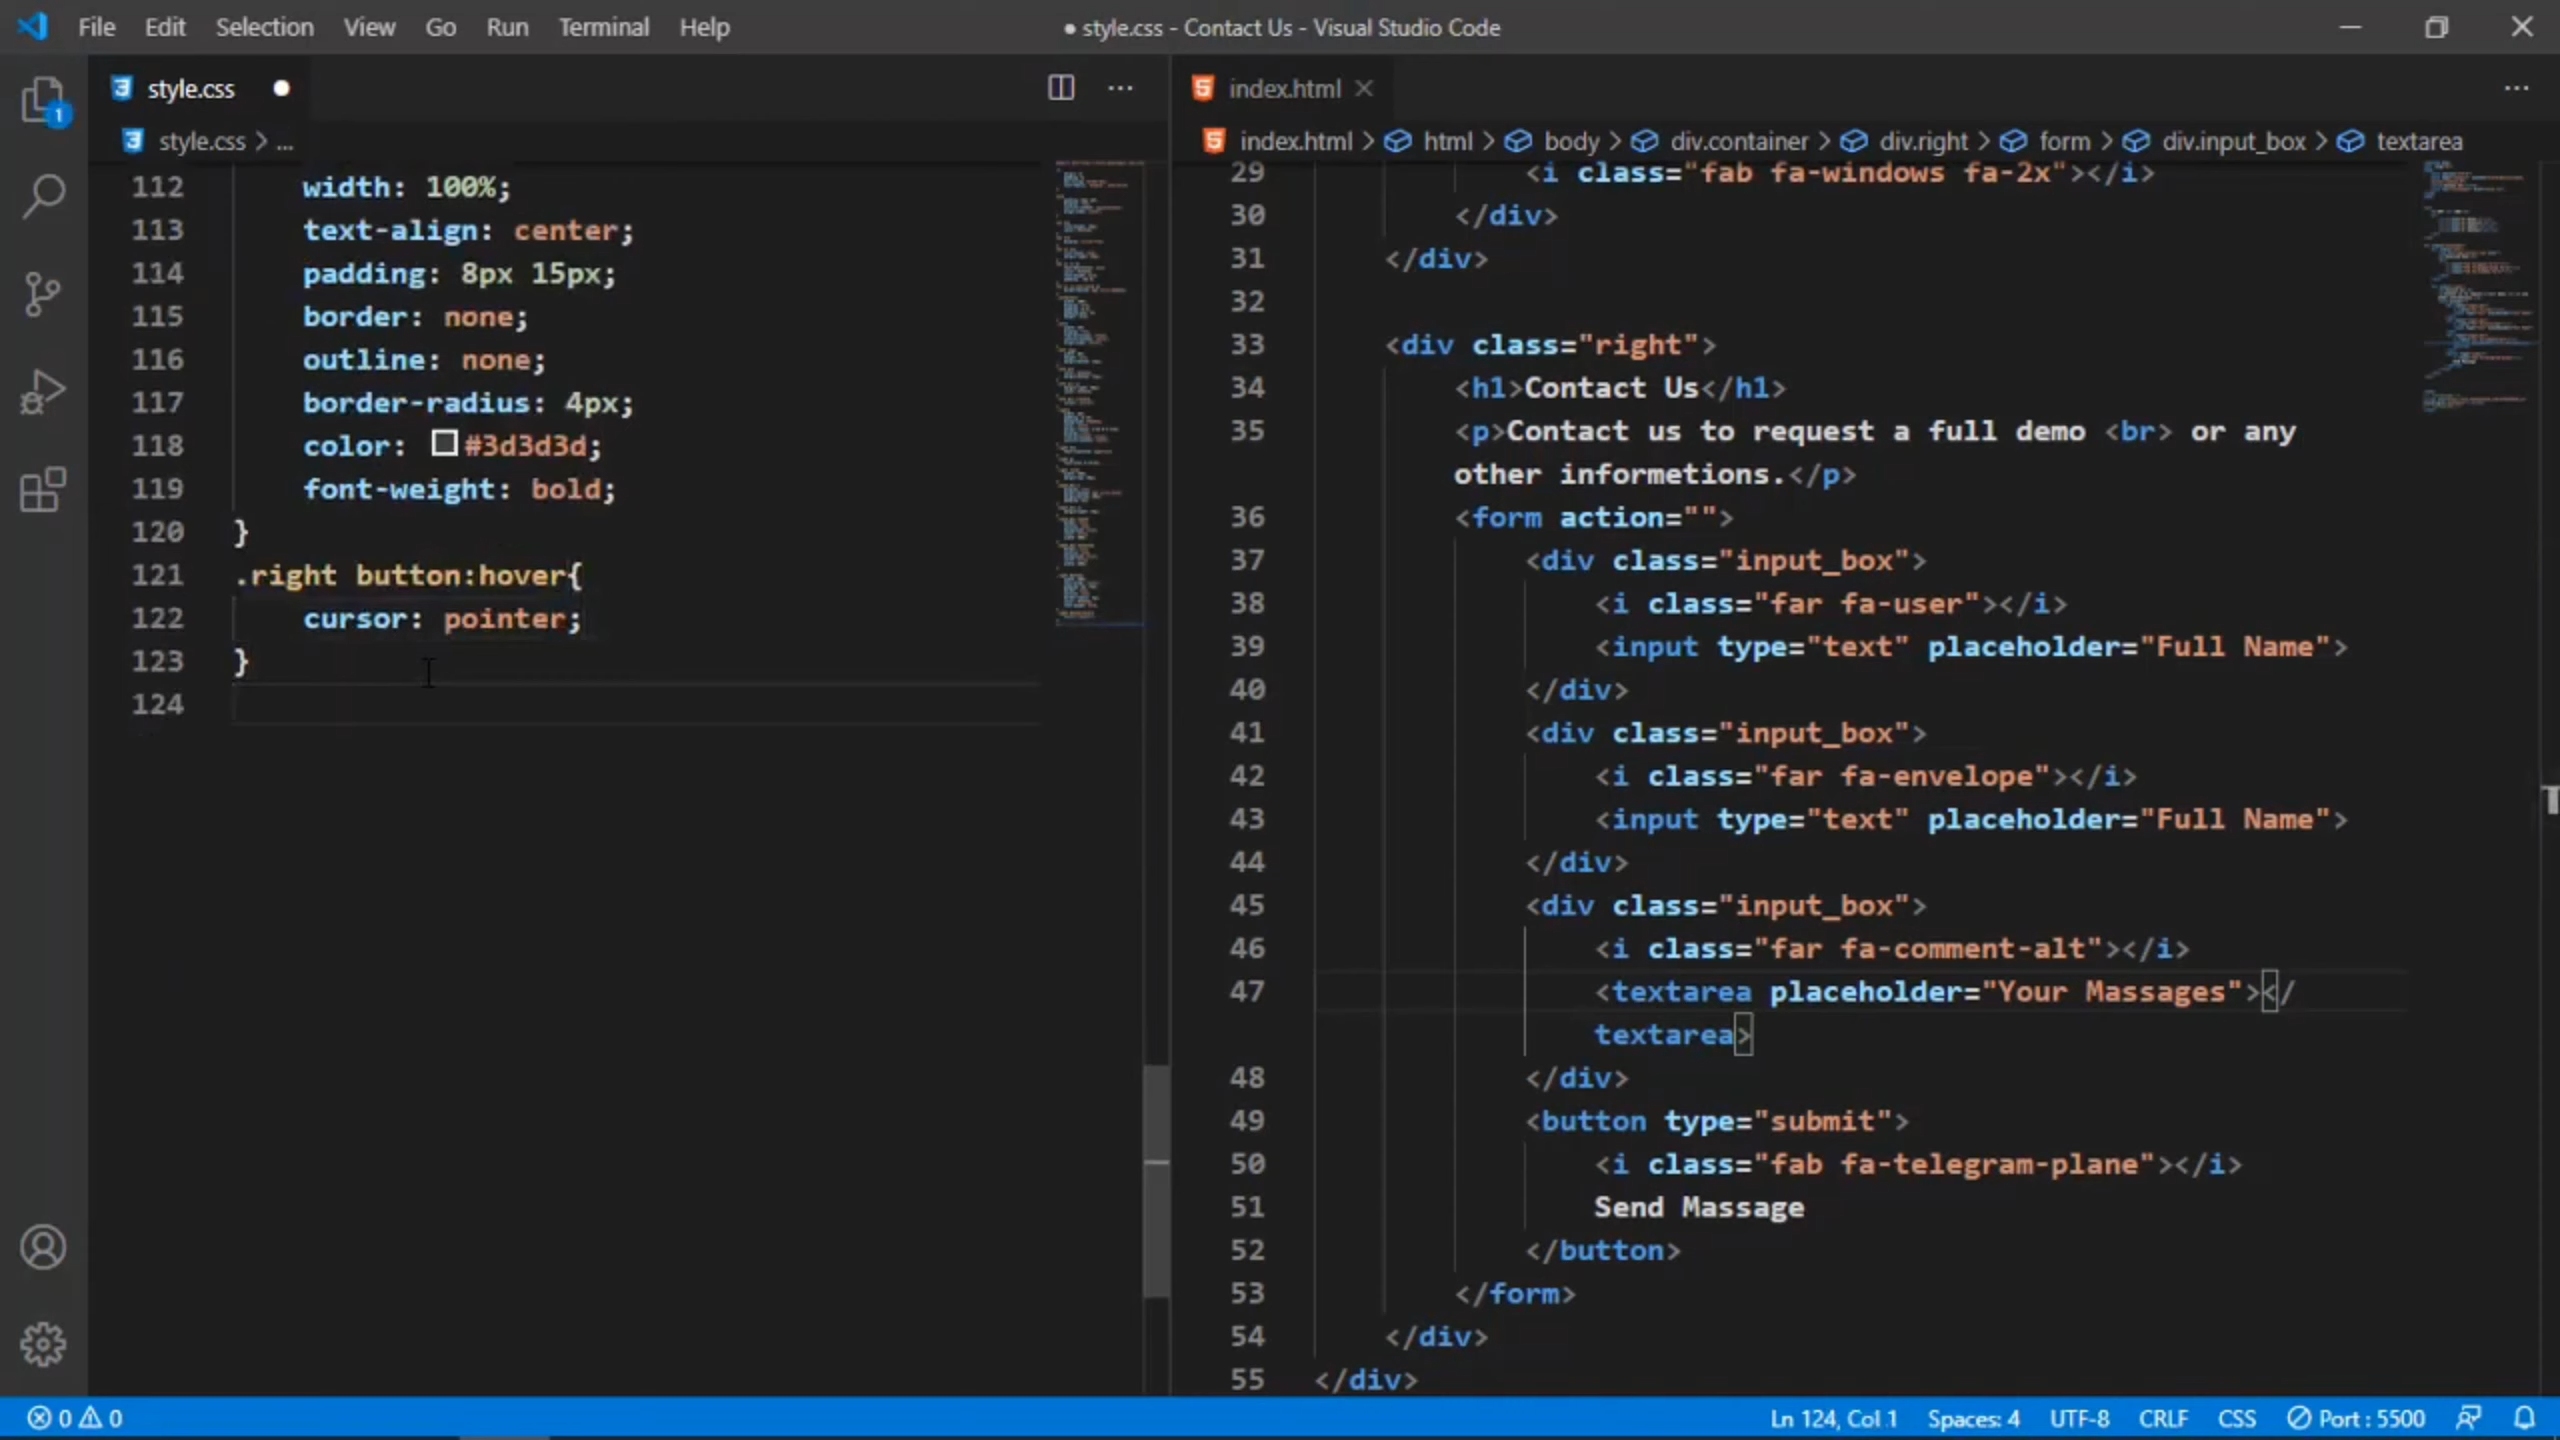 File Edit Selection View Go Run Terminal Help
● style.css - Contact Us - Visual Studio Code
style.css
style.css > ...
112 width: 100%;
113 text-align: center;
114 padding: 8px 15px;
115 border: none;
116 outline: none;
117 border-radius: 4px;
118 color: #3d3d3d;
119 font-weight: bold;
120 }
121 .right button:hover{
122 cursor: pointer;
123 }
124
index.html
index.html > html > body > div.container > div.right > form > div.input_box > textarea
29 <i class="fab fa-windows fa-2x"></i>
30 </div>
31 </div>
32
33 <div class="right">
34 <h1>Contact Us</h1>
35 <p>Contact us to request a full demo <br> or any
other informetions.</p>
36 <form action="">
37 <div class="input_box">
38 <i class="far fa-user"></i>
39 <input type="text" placeholder="Full Name">
40 </div>
41 <div class="input_box">
42 <i class="far fa-envelope"></i>
43 <input type="text" placeholder="Full Name">
44 </div>
45 <div class="input_box">
46 <i class="far fa-comment-alt"></i>
47 <textarea placeholder="Your Massages"></
textarea>
48 </div>
49 <button type="submit">
50 <i class="fab fa-telegram-plane"></i>
51 Send Massage
52 </button>
53 </form>
54 </div>
55 </div>
1
0 0
Ln 124, Col 1 Spaces: 4 UTF-8 CRLF CSS Port : 5500